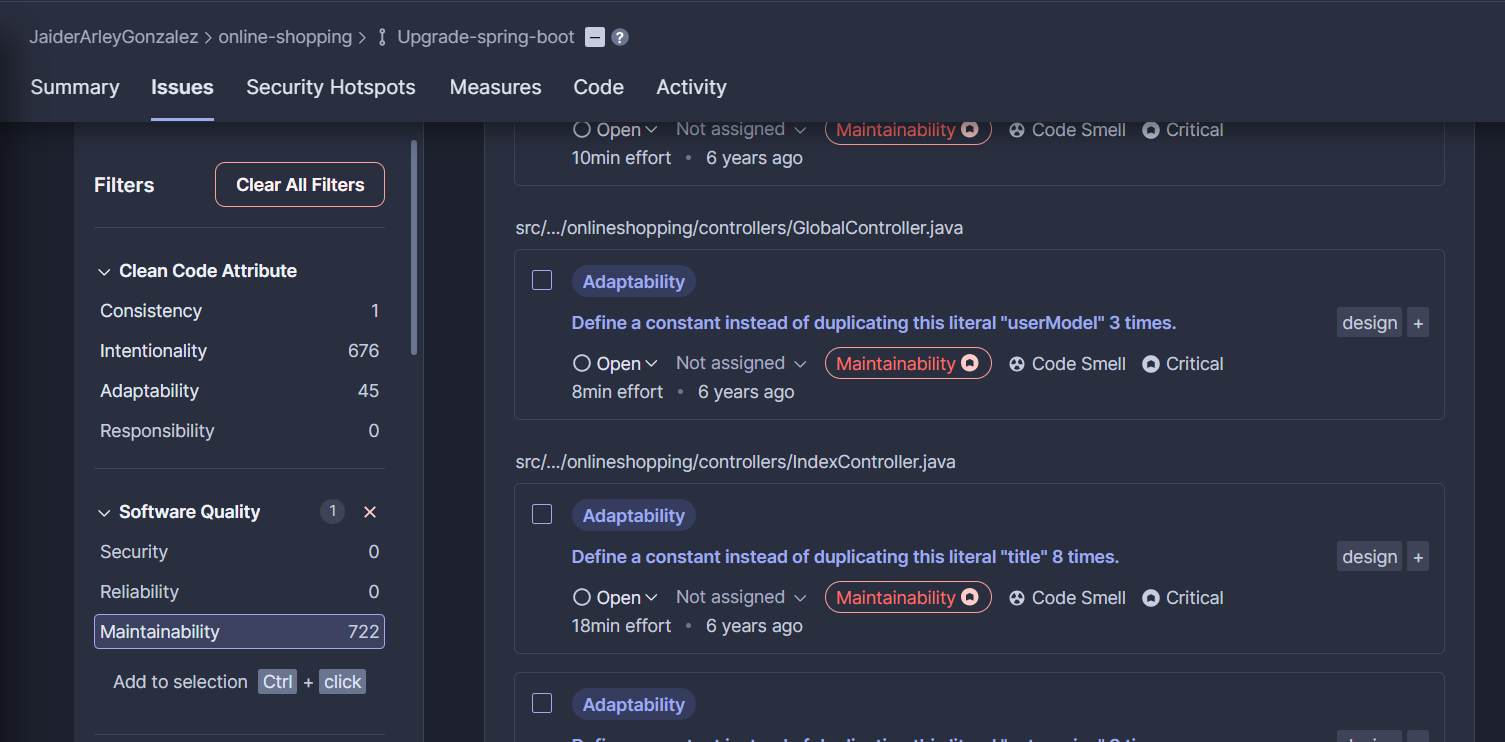 JaiderArleyGonzalez > online-shopping > Upgrade-spring-boot ?
Summary Issues Security Hotspots Measures Code Activity
Filters Clear All Filters
Clean Code Attribute
Consistency 1
Intentionality 676
Adaptability 45
Responsibility 0
Software Quality 1
Security 0
Reliability 0
Maintainability 722
Add to selection Ctrl + click
Open Not assigned Maintainability Code Smell Critical
10min effort • 6 years ago
src/.../onlineshopping/controllers/GlobalController.java
Adaptability
Define a constant instead of duplicating this literal "userModel" 3 times.
design +
Open Not assigned Maintainability Code Smell Critical
8min effort • 6 years ago
src/.../onlineshopping/controllers/IndexController.java
Adaptability
Define a constant instead of duplicating this literal "title" 8 times.
design +
Open Not assigned Maintainability Code Smell Critical
18min effort • 6 years ago
Adaptability